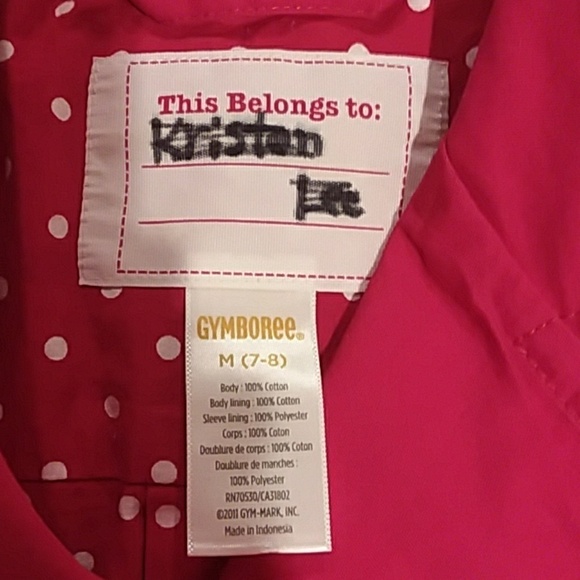 This Belongs to:
Kristen
Lee
GYMBOREE®
M (7-8)
Body : 100% Cotton
Body lining : 100% Cotton
Sleeve lining : 100% Polyester
Corps : 100% Coton
Doublure de corps : 100% Coton
Doublure de manches :
100% Polyester
RN70530/CA31802
©2011 GYM-MARK, INC.
Made in Indonesia